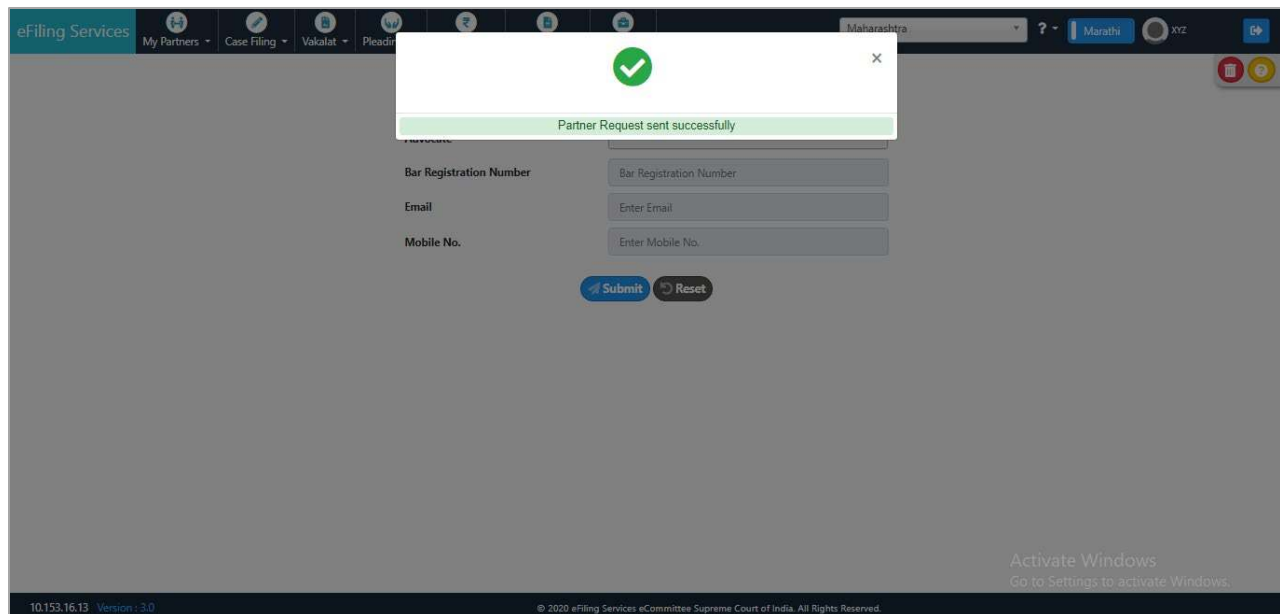 eFiling Services
My Partners
Case Filing
Vakalat
Maharashtra
?
Marathi
XYZ
×
Partner Request sent successfully
Bar Registration Number
Bar Registration Number
Email
Enter Email
Mobile No.
Enter Mobile No.
Submit
Reset
Activate Windows
Go to Settings to activate Windows.
10.153.16.13 Version : 3.0
© 2020 eFiling Services eCommittee Supreme Court of India. All Rights Reserved.